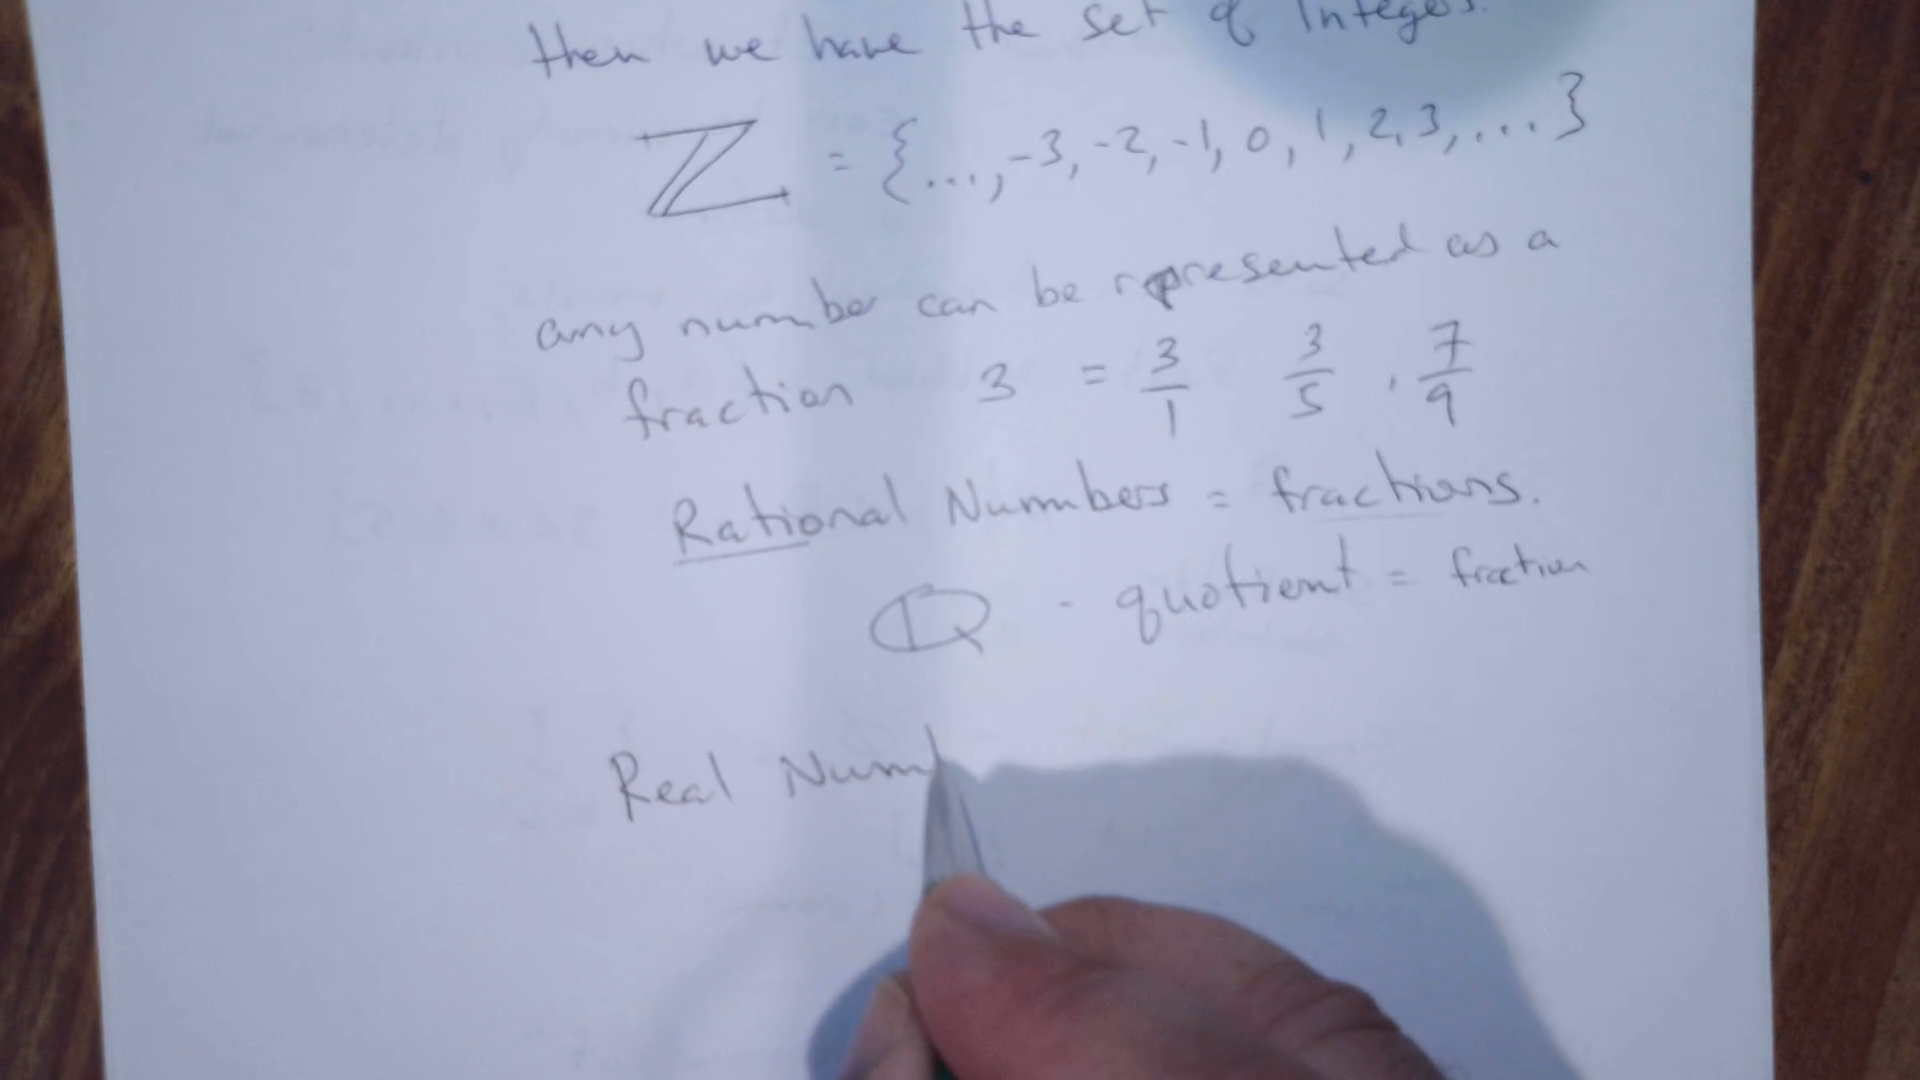 then we have the set of Integers.
ℤ = {..., -3, -2, -1, 0, 1, 2, 3, ...}
any number can be represented as a
fraction 3 = 3/1 3/5 , 7/9
Rational Numbers = fractions.
ℚ - quotient = fraction
Real Num